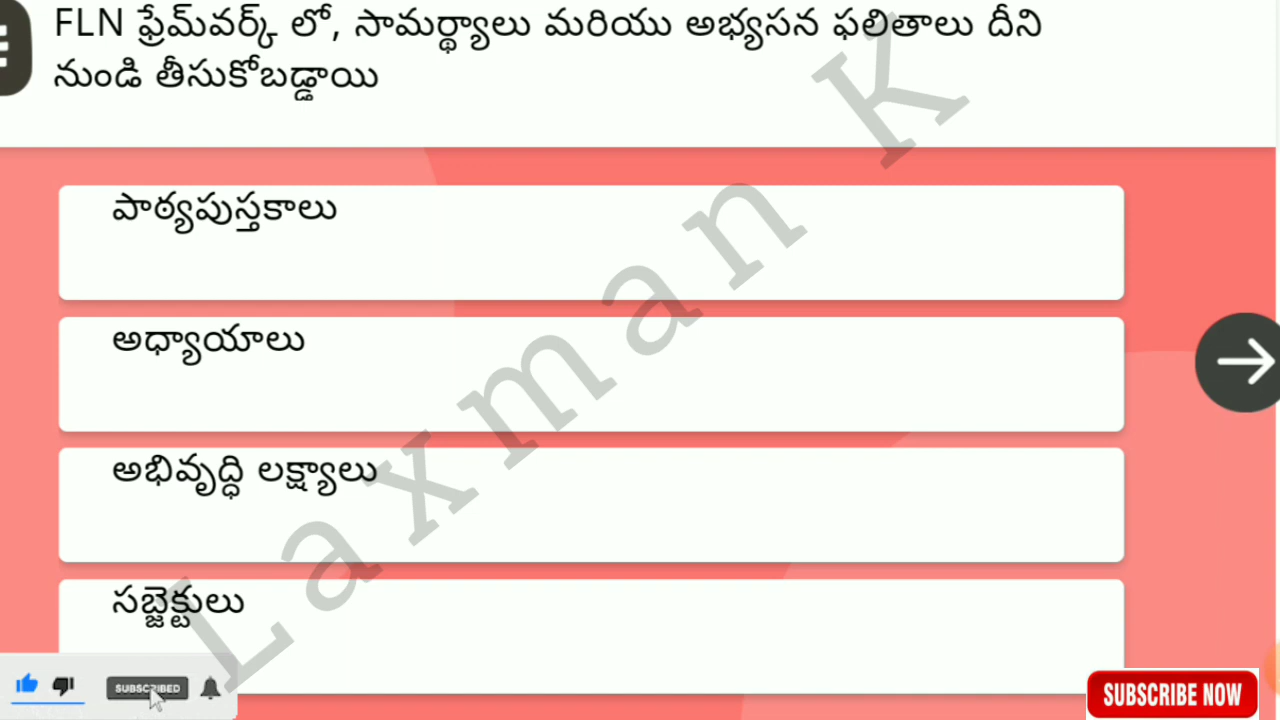 FLN ఫ్రేమ్‌వర్క్ లో, సామర్థ్యాలు మరియు అభ్యసన ఫలితాలు దీని
నుండి తీసుకోబడ్డాయి
పాఠ్యపుస్తకాలు
అధ్యాయాలు
అభివృద్ధి లక్ష్యాలు
సబ్జెక్టులు
Laxman K
SUBSCRIBED
SUBSCRIBE NOW